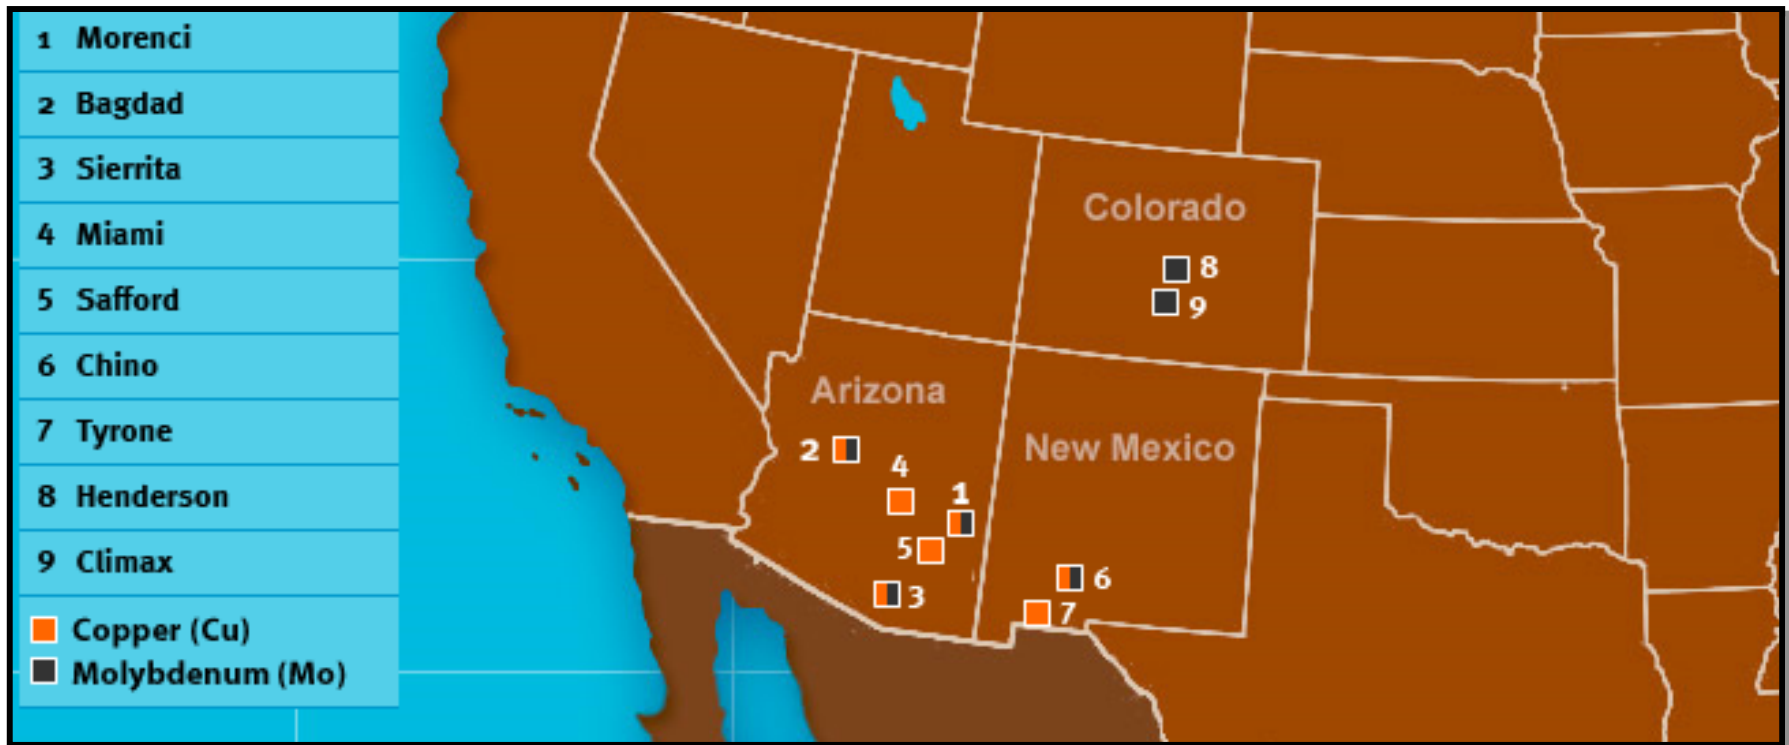 1 Morenci
2 Bagdad
3 Sierrita
4 Miami
5 Safford
6 Chino
7 Tyrone
8 Henderson
9 Climax
Copper (Cu)
Molybdenum (Mo)
Colorado
8
9
Arizona
New Mexico
2
4
1
5
3
6
7